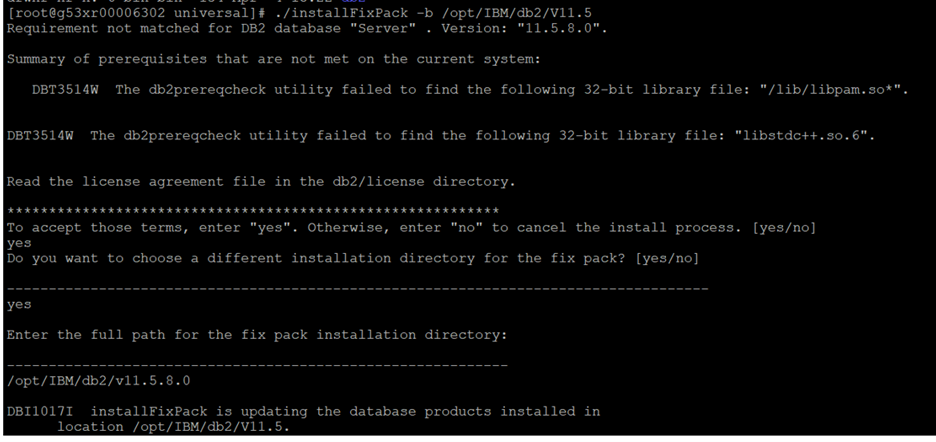 [root@g53xr00006302 universal]# ./installFixPack -b /opt/IBM/db2/V11.5
Requirement not matched for DB2 database "Server" . Version: "11.5.8.0".
Summary of prerequisites that are not met on the current system:
DBT3514W  The db2prereqcheck utility failed to find the following 32-bit library file: "/lib/libpam.so*".
DBT3514W  The db2prereqcheck utility failed to find the following 32-bit library file: "libstdc++.so.6".
Read the license agreement file in the db2/license directory.
***********************************************************
To accept those terms, enter "yes". Otherwise, enter "no" to cancel the install process. [yes/no]
yes
Do you want to choose a different installation directory for the fix pack? [yes/no]
------------------------------------------------------------------------------------
yes
Enter the full path for the fix pack installation directory:
------------------------------------------------------------
/opt/IBM/db2/v11.5.8.0
DBI1017I  installFixPack is updating the database products installed in
location /opt/IBM/db2/V11.5.